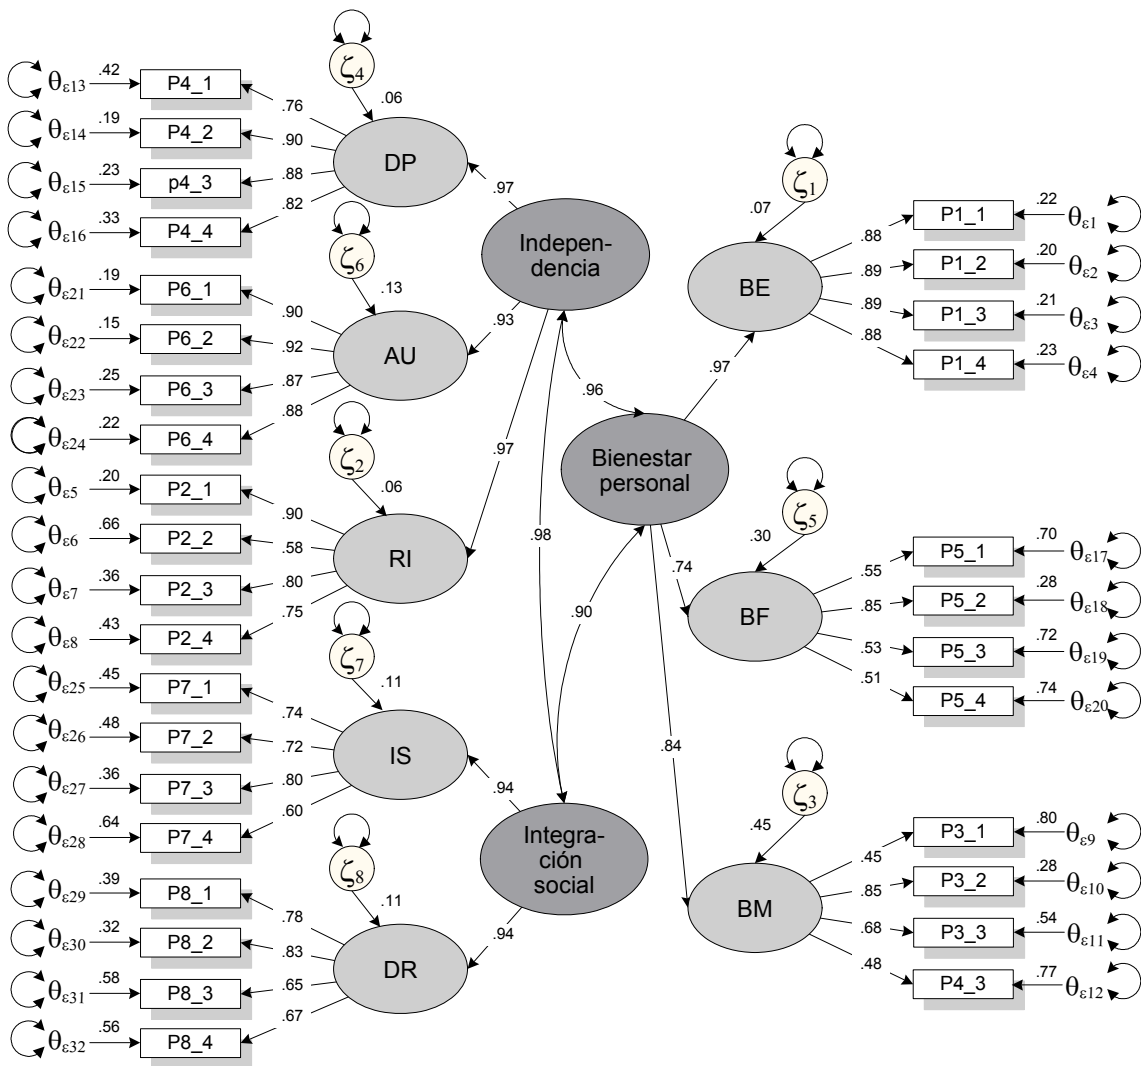 ζ4
.06
θε13 .42 P4_1 .76
θε14 .19 P4_2 .90
θε15 .23 p4_3 .88
θε16 .33 P4_4 .82
DP
.97
ζ6
.13
θε21 .19 P6_1 .90
θε22 .15 P6_2 .92
θε23 .25 P6_3 .87
θε24 .22 P6_4 .88
AU
.93
ζ2
.06
θε5 .20 P2_1 .90
θε6 .66 P2_2 .58
θε7 .36 P2_3 .80
θε8 .43 P2_4 .75
RI
.97
ζ7
.11
θε25 .45 P7_1 .74
θε26 .48 P7_2 .72
θε27 .36 P7_3 .80
θε28 .64 P7_4 .60
IS
.94
ζ8
.11
θε29 .39 P8_1 .78
θε30 .32 P8_2 .83
θε31 .58 P8_3 .65
θε32 .56 P8_4 .67
DR
.94
Indepen-
dencia
.96
Bienestar
personal
.98
.90
Integra-
ción
social
.97
ζ1
.07
BE
.88 P1_1 .22 θε1
.89 P1_2 .20 θε2
.89 P1_3 .21 θε3
.88 P1_4 .23 θε4
.74
ζ5
.30
BF
.55 P5_1 .70 θε17
.85 P5_2 .28 θε18
.53 P5_3 .72 θε19
.51 P5_4 .74 θε20
.84
ζ3
.45
BM
.45 P3_1 .80 θε9
.85 P3_2 .28 θε10
.68 P3_3 .54 θε11
.48 P4_3 .77 θε12